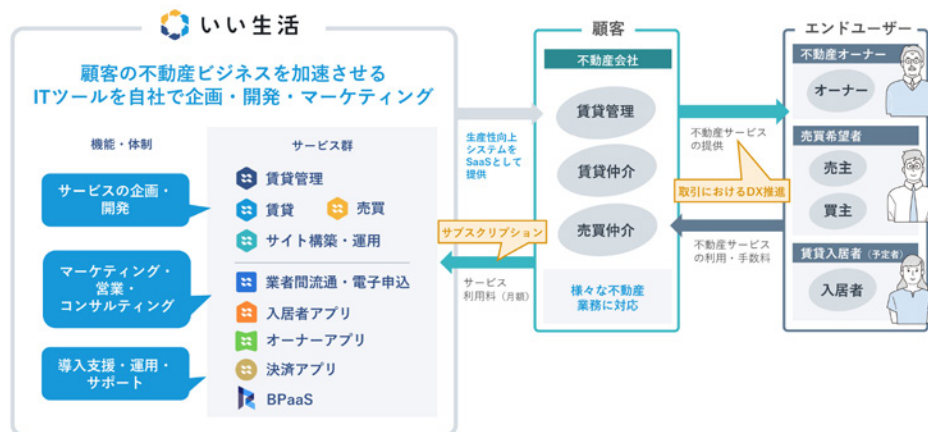 いい生活
顧客の不動産ビジネスを加速させる
ITツールを自社で企画・開発・マーケティング
機能・体制
サービスの企画・
開発
マーケティング・
営業・
コンサルティング
導入支援・運用・
サポート
サービス群
賃貸管理
賃貸
売買
サイト構築・運用
業者間流通・電子申込
入居者アプリ
オーナーアプリ
決済アプリ
BPaaS
生産性向上
システムを
SaaSとして
提供
サブスクリプション
サービス
利用料（月額）
顧客
不動産会社
賃貸管理
賃貸仲介
売買仲介
様々な不動産
業務に対応
不動産サービス
の提供
取引におけるDX推進
不動産サービス
の利用・手数料
エンドユーザー
不動産オーナー
オーナー
売買希望者
売主
買主
賃貸入居者（予定者）
入居者